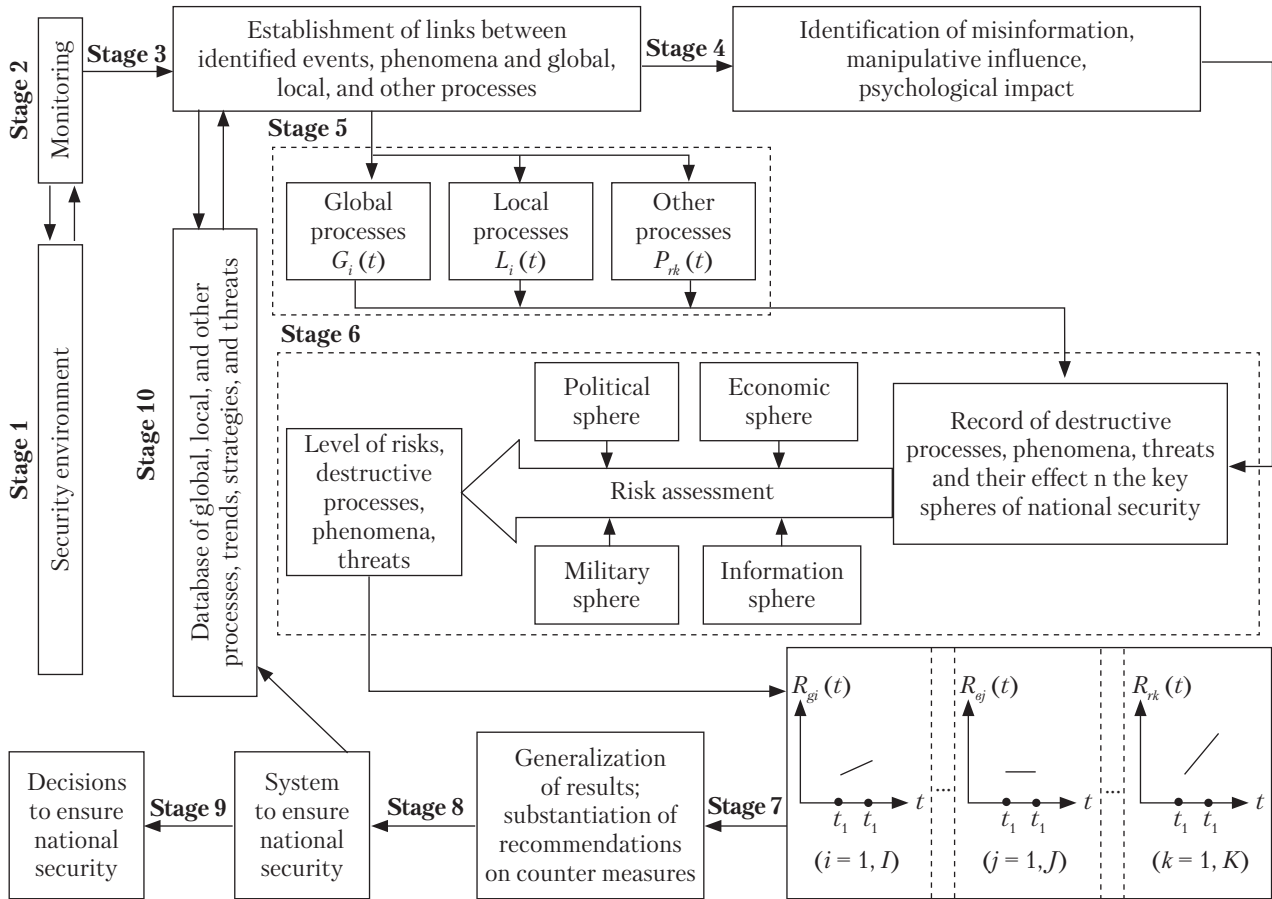 Stage 1
Security environment
Stage 2
Monitoring
Stage 3
Establishment of links between
identified events, phenomena and global,
local, and other processes
Stage 4
Identification of misinformation,
manipulative influence,
psychological impact
Stage 5
Global
processes
G_i (t)
Local
processes
L_i (t)
Other
processes
P_rk (t)
Stage 6
Political
sphere
Economic
sphere
Level of risks,
destructive
processes,
phenomena,
threats
Risk assessment
Record of destructive
processes, phenomena, threats
and their effect n the key
spheres of national security
Military
sphere
Information
sphere
Stage 10
Database of global, local, and other
processes, trends, strategies, and threats
R_gi (t)
t
t_1 t_1
(i = 1, I)
...
R_ej (t)
t
t_1 t_1
(j = 1, J)
...
R_rk (t)
t
t_1 t_1
(k = 1, K)
Stage 7
Generalization
of results;
substantiation of
recommendations
on counter measures
Stage 8
System
to ensure
national
security
Stage 9
Decisions
to ensure
national
security